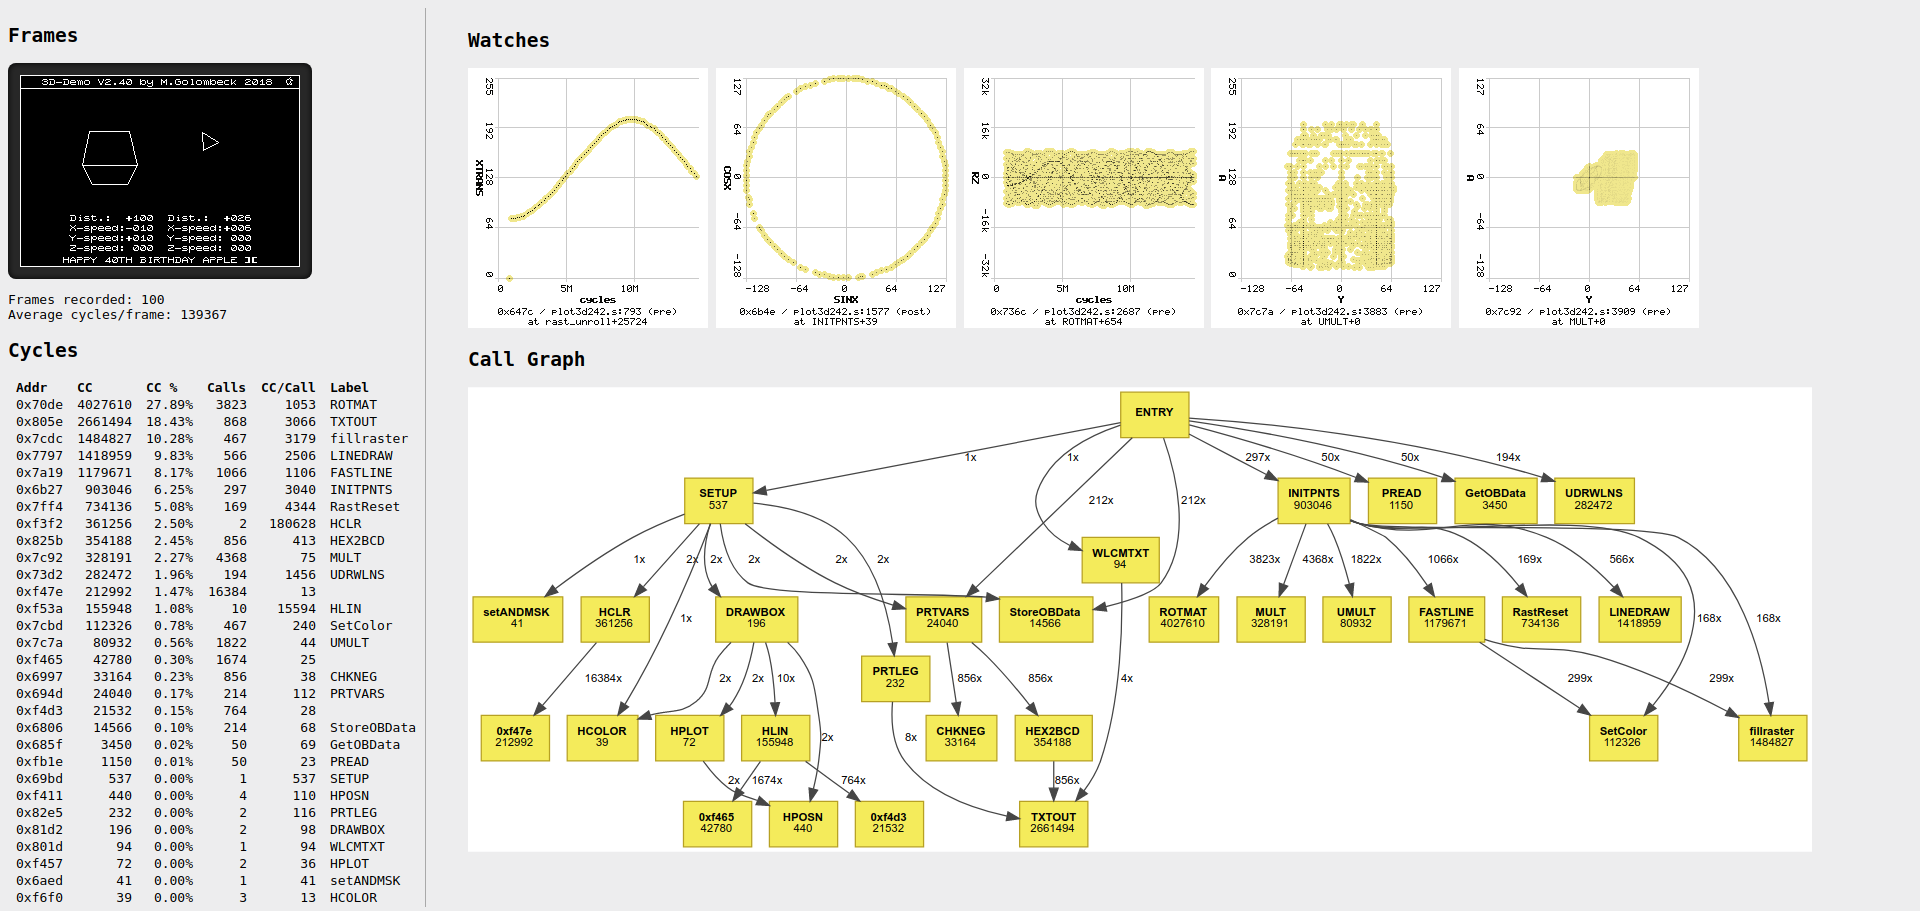 Frames
3D-Demo V2.40 by M.Golombeck 2018
Dist.: +100 Dist.: +026
X-speed:-010 X-speed:+006
Y-speed:+010 Y-speed: 000
Z-speed: 000 Z-speed: 000
HAPPY 40TH BIRTHDAY APPLE ][
Frames recorded: 100
Average cycles/frame: 139367
Cycles
Addr CC CC % Calls CC/Call Label
0x70de 4027610 27.89% 3823 1053 ROTMAT
0x805e 2661494 18.43% 868 3066 TXTOUT
0x7cdc 1484827 10.28% 467 3179 fillraster
0x7797 1418959 9.83% 566 2506 LINEDRAW
0x7a19 1179671 8.17% 1066 1106 FASTLINE
0x6b27 903046 6.25% 297 3040 INITPNTS
0x7ff4 734136 5.08% 169 4344 RastReset
0xf3f2 361256 2.50% 2 180628 HCLR
0x825b 354188 2.45% 856 413 HEX2BCD
0x7c92 328191 2.27% 4368 75 MULT
0x73d2 282472 1.96% 194 1456 UDRWLNS
0xf47e 212992 1.47% 16384 13
0xf53a 155948 1.08% 10 15594 HLIN
0x7cbd 112326 0.78% 467 240 SetColor
0x7c7a 80932 0.56% 1822 44 UMULT
0xf465 42780 0.30% 1674 25
0x6997 33164 0.23% 856 38 CHKNEG
0x694d 24040 0.17% 214 112 PRTVARS
0xf4d3 21532 0.15% 764 28
0x6806 14566 0.10% 214 68 StoreOBData
0x685f 3450 0.02% 50 69 GetOBData
0xfb1e 1150 0.01% 50 23 PREAD
0x69bd 537 0.00% 1 537 SETUP
0xf411 440 0.00% 4 110 HPOSN
0x82e5 232 0.00% 2 116 PRTLEG
0x81d2 196 0.00% 2 98 DRAWBOX
0x801d 94 0.00% 1 94 WLCMTXT
0xf457 72 0.00% 2 36 HPLOT
0x6aed 41 0.00% 1 41 setANDMSK
0xf6f0 39 0.00% 3 13 HCOLOR
Watches
255
192
128
64
0
XTRANS
0 5M 10M
cycles
0x647c / plot3d242.s:793 (pre)
at rast_unroll+25724
127
64
0
-64
-128
COSX
-128 -64 0 64 127
SINX
0x6b4e / plot3d242.s:1577 (post)
at INITPNTS+39
32k
16k
0
-16k
-32k
RZ
0 5M 10M
cycles
0x736c / plot3d242.s:2687 (pre)
at ROTMAT+654
255
192
128
64
0
A
-128 -64 0 64 127
Y
0x7c7a / plot3d242.s:3883 (pre)
at UMULT+0
127
64
0
-64
-128
A
-128 -64 0 64 127
Y
0x7c92 / plot3d242.s:3909 (pre)
at MULT+0
Call Graph
ENTRY
1x 1x 297x 50x 50x 194x
SETUP
537
INITPNTS
903046
PREAD
1150
GetOBData
3450
UDRWLNS
282472
212x 212x
WLCMTXT
94
1x 2x 2x 2x 2x 2x 3823x 4368x 1822x 1066x 169x 566x
setANDMSK
41
HCLR
361256
DRAWBOX
196
PRTVARS
24040
StoreOBData
14566
ROTMAT
4027610
MULT
328191
UMULT
80932
FASTLINE
1179671
RastReset
734136
LINEDRAW
1418959
1x 168x 168x
PRTLEG
232
16384x 2x 2x 10x 856x 856x 4x 299x 299x
0xf47e
212992
HCOLOR
39
HPLOT
72
HLIN
155948
CHKNEG
33164
HEX2BCD
354188
SetColor
112326
fillraster
1484827
2x 8x
2x 1674x 764x 856x
0xf465
42780
HPOSN
440
0xf4d3
21532
TXTOUT
2661494